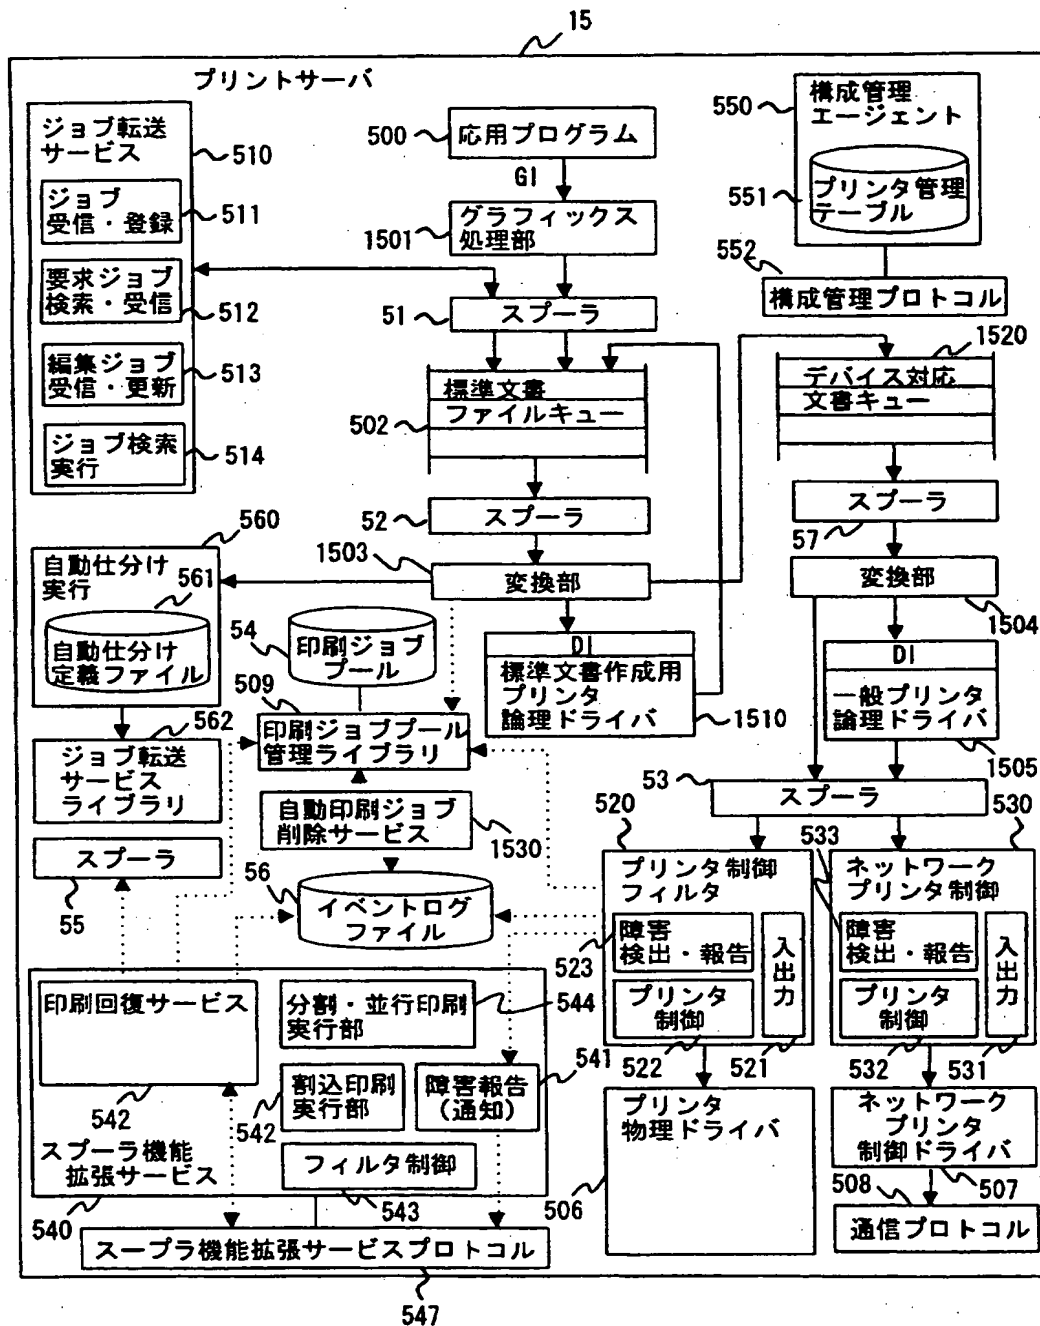 15
プリントサーバ
ジョブ転送
サービス
510
ジョブ
受信・登録
511
要求ジョブ
検索・受信
512
編集ジョブ
受信・更新
513
ジョブ検索
実行
514
500
応用プログラム
GI
1501
グラフィックス
処理部
51
スプーラ
標準文書
ファイルキュー
502
52
スプーラ
1503
変換部
DI
標準文書作成用
プリンタ
論理ドライバ
1510
550
構成管理
エージェント
551
プリンタ管理
テーブル
552
構成管理プロトコル
1520
デバイス対応
文書キュー
スプーラ
57
変換部
1504
DI
一般プリンタ
論理ドライバ
1505
560
自動仕分け
実行
561
自動仕分け
定義ファイル
562
ジョブ転送
サービス
ライブラリ
スプーラ
55
54
印刷ジョブ
プール
509
印刷ジョブプール
管理ライブラリ
自動印刷ジョブ
削除サービス
1530
56
イベントログ
ファイル
53
スプーラ
520
プリンタ制御
フィルタ
523
障害
検出・報告
プリンタ
制御
入出力
522
521
533
530
ネットワーク
プリンタ制御
障害
検出・報告
プリンタ
制御
入出力
532
531
印刷回復サービス
542
分割・並行印刷
実行部
544
割込印刷
実行部
542
障害報告
(通知)
541
フィルタ制御
543
スプーラ機能
拡張サービス
540
スープラ機能拡張サービスプロトコル
547
プリンタ
物理ドライバ
506
ネットワーク
プリンタ
制御ドライバ
507
508
通信プロトコル